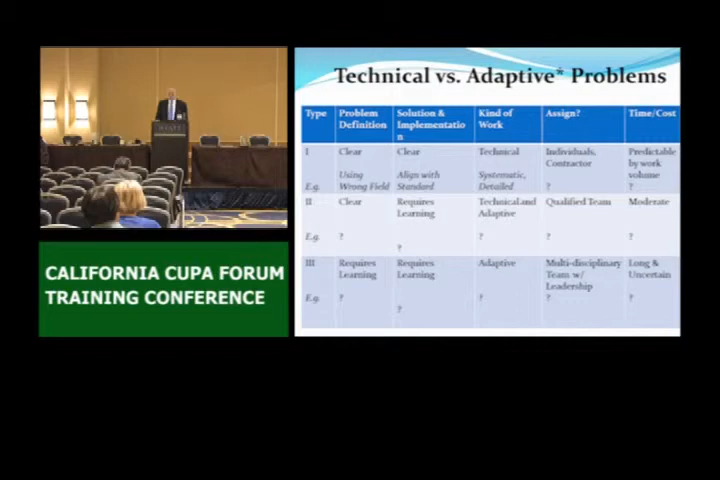 Technical vs. Adaptive* Problems
Type Problem Definition Solution & Implementatio n Kind of Work Assign? Time/Cost
I Clear Clear Technical Individuals, Contractor Predictable by work volume
E.g. Using Wrong Field Align with Standard Systematic, Detailed ? ?
II Clear Requires Learning Technical and Adaptive Qualified Team Moderate
E.g. ? ? ? ? ?
III Requires Learning Requires Learning Adaptive Multi-disciplinary Team w/ Leadership Long & Uncertain
E.g. ? ? ? ? ?
CALIFORNIA CUPA FORUM
TRAINING CONFERENCE